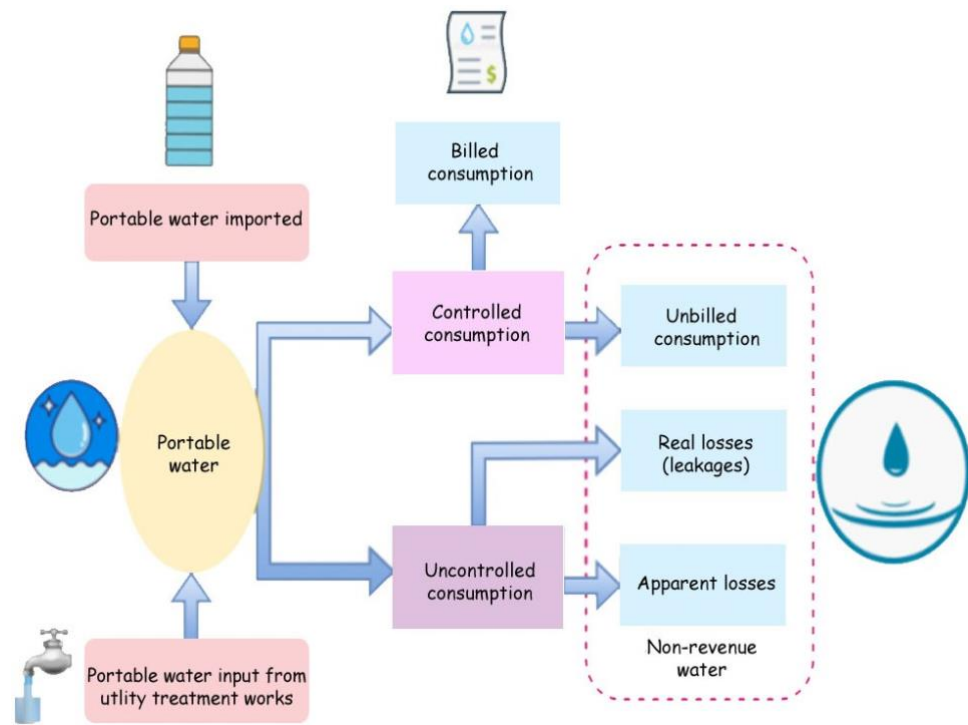 Billed
consumption
Portable water imported
Controlled
consumption
Unbilled
consumption
Portable
water
Real losses
(leakages)
Uncontrolled
consumption
Apparent losses
Non-revenue
water
Portable water input from
utlity treatment works
$